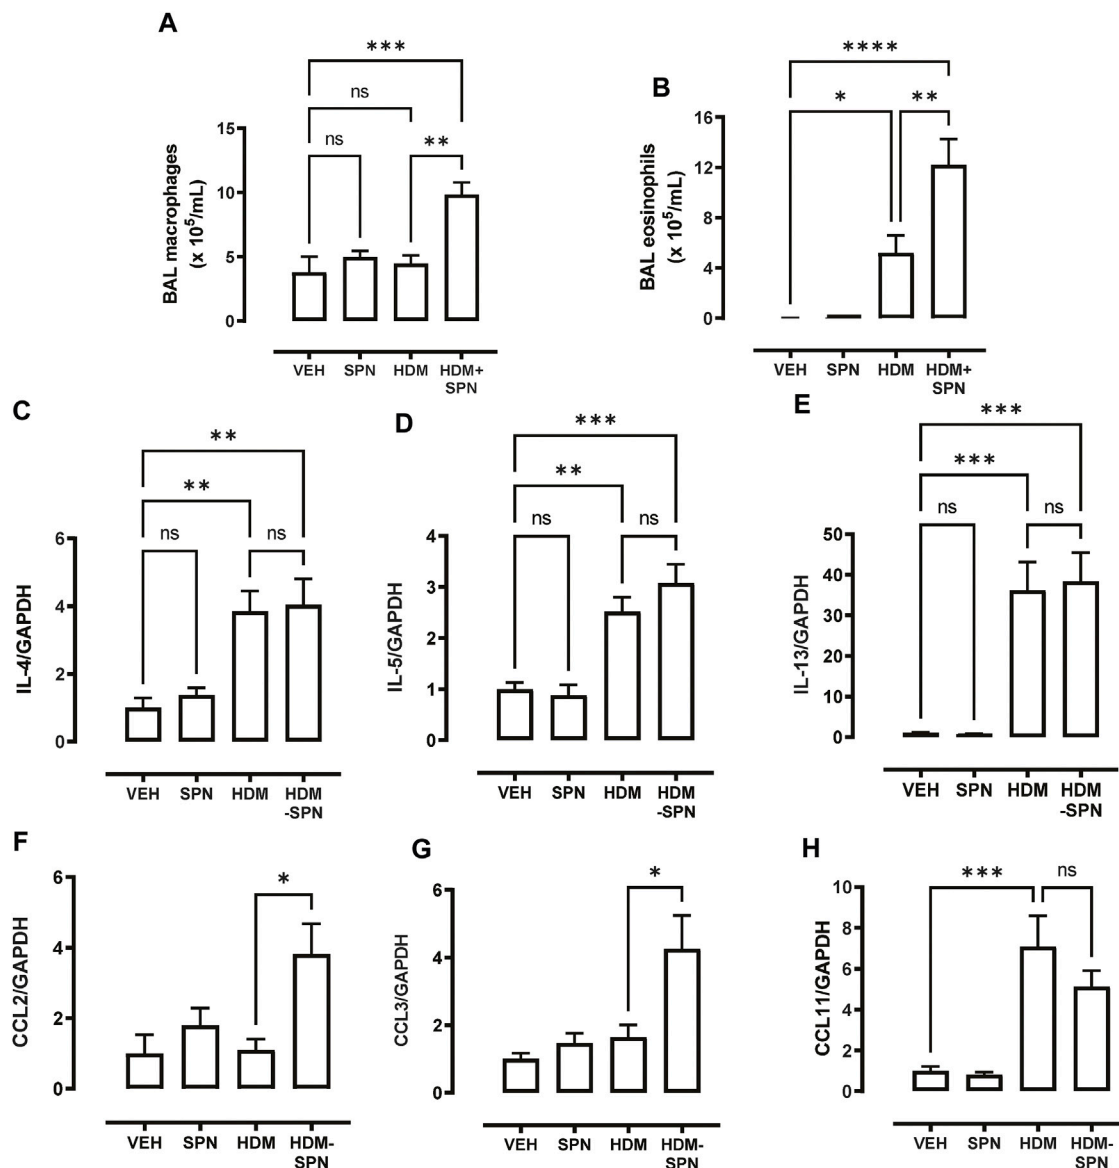 A
***
ns
ns
**
BAL macrophages
(x 10⁵/mL)
15
10
5
0
VEH SPN HDM HDM+
SPN
B
****
*
**
BAL eosinophils
(x 10⁵/mL)
16
12
8
4
0
VEH SPN HDM HDM+
SPN
C
**
**
ns
ns
IL-4/GAPDH
6
4
2
0
VEH SPN HDM HDM
-SPN
D
***
**
ns
ns
IL-5/GAPDH
4
3
2
1
0
VEH SPN HDM HDM
-SPN
E
***
***
ns
ns
IL-13/GAPDH
50
40
30
20
10
0
VEH SPN HDM HDM
-SPN
F
*
CCL2/GAPDH
6
4
2
0
VEH SPN HDM HDM-
SPN
G
*
CCL3/GAPDH
6
4
2
0
VEH SPN HDM HDM-
SPN
H
***
ns
CCL11/GAPDH
10
8
6
4
2
0
VEH SPN HDM HDM-
SPN